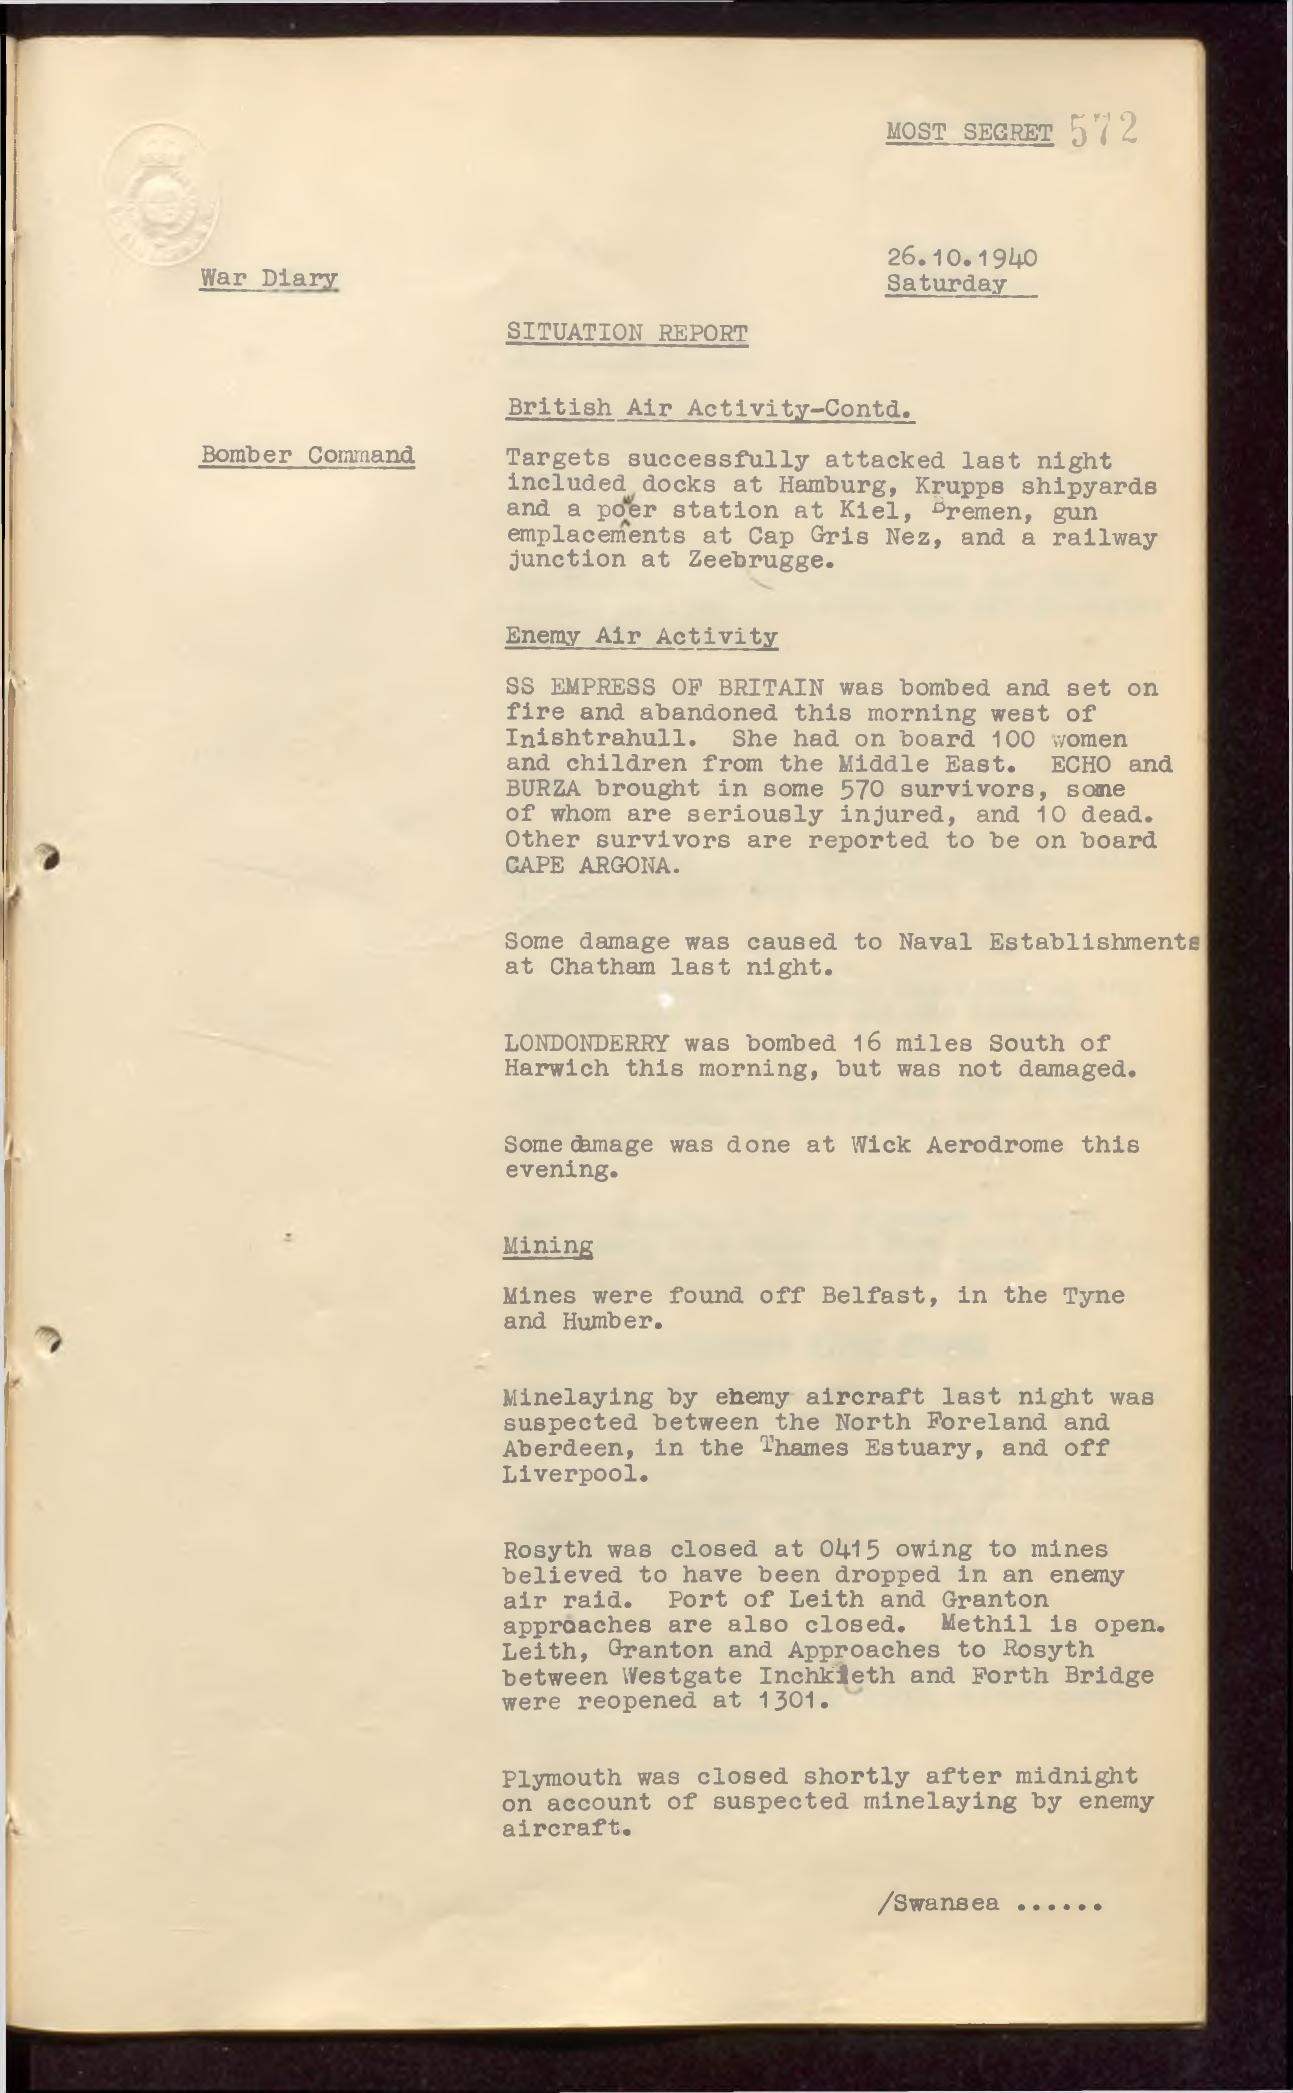 MOST SECRET 572
War Diary
26.10.1940
Saturday
SITUATION REPORT
British Air Activity-Contd.
Bomber Command
Targets successfully attacked last night
included docks at Hamburg, Krupps shipyards
and a power station at Kiel, Bremen, gun
emplacements at Cap Gris Nez, and a railway
junction at Zeebrugge.
Enemy Air Activity
SS EMPRESS OF BRITAIN was bombed and set on
fire and abandoned this morning west of
Inishtrahull. She had on board 100 women
and children from the Middle East. ECHO and
BURZA brought in some 570 survivors, some
of whom are seriously injured, and 10 dead.
Other survivors are reported to be on board
CAPE ARGONA.
Some damage was caused to Naval Establishments
at Chatham last night.
LONDONDERRY was bombed 16 miles South of
Harwich this morning, but was not damaged.
Some damage was done at Wick Aerodrome this
evening.
Mining
Mines were found off Belfast, in the Tyne
and Humber.
Minelaying by enemy aircraft last night was
suspected between the North Foreland and
Aberdeen, in the Thames Estuary, and off
Liverpool.
Rosyth was closed at 0415 owing to mines
believed to have been dropped in an enemy
air raid. Port of Leith and Granton
approaches are also closed. Methil is open.
Leith, Granton and Approaches to Rosyth
between Westgate Inchkieth and Forth Bridge
were reopened at 1301.
Plymouth was closed shortly after midnight
on account of suspected minelaying by enemy
aircraft.
/Swansea ......